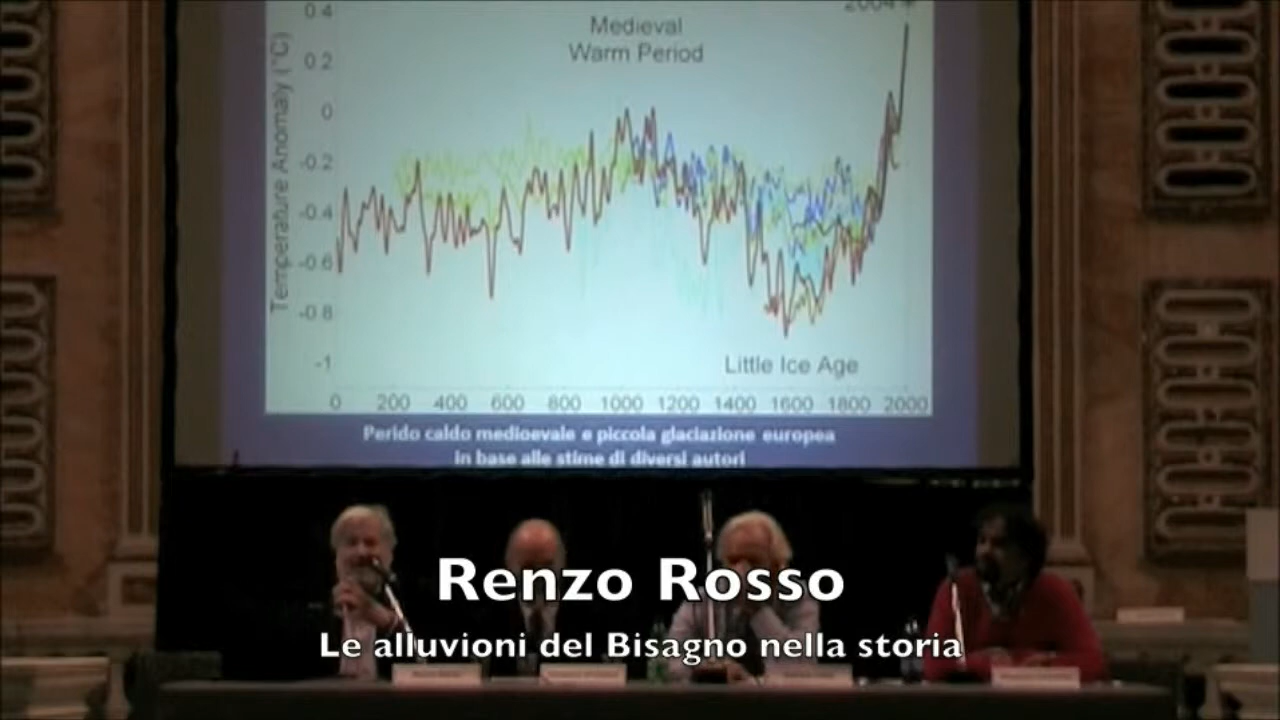 0 4
Medieval
Warm Period
2004
0 2
0
-0.2
-0.4
-0.6
-0 8
-1
Temperature Anomaly (°C)
Little Ice Age
0 200 400 600 800 1000 1200 1400 1600 1800 2000
Perido caldo medioevale e piccola glaciazione europea
in base alle stime di diversi autori
Renzo Rosso
Le alluvioni del Bisagno nella storia